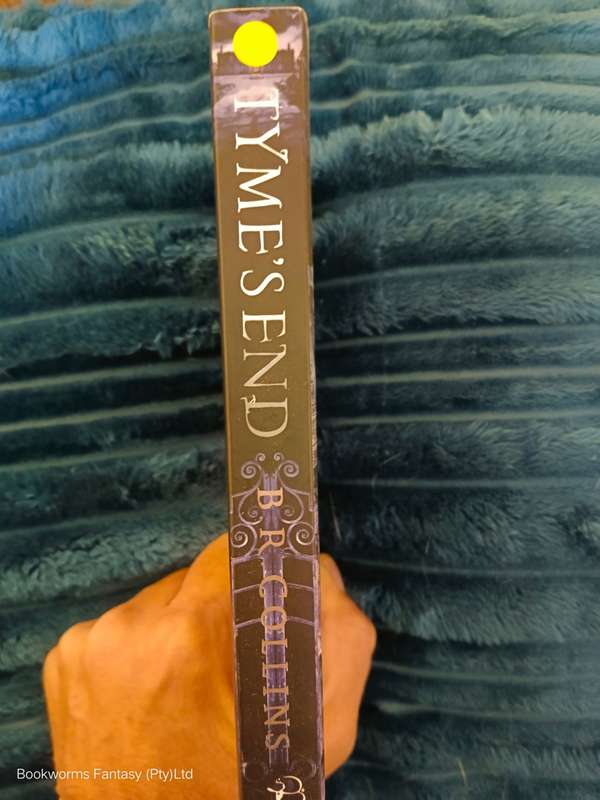 TYME'S END
B R COLLINS
Bookworms Fantasy (Pty)Ltd